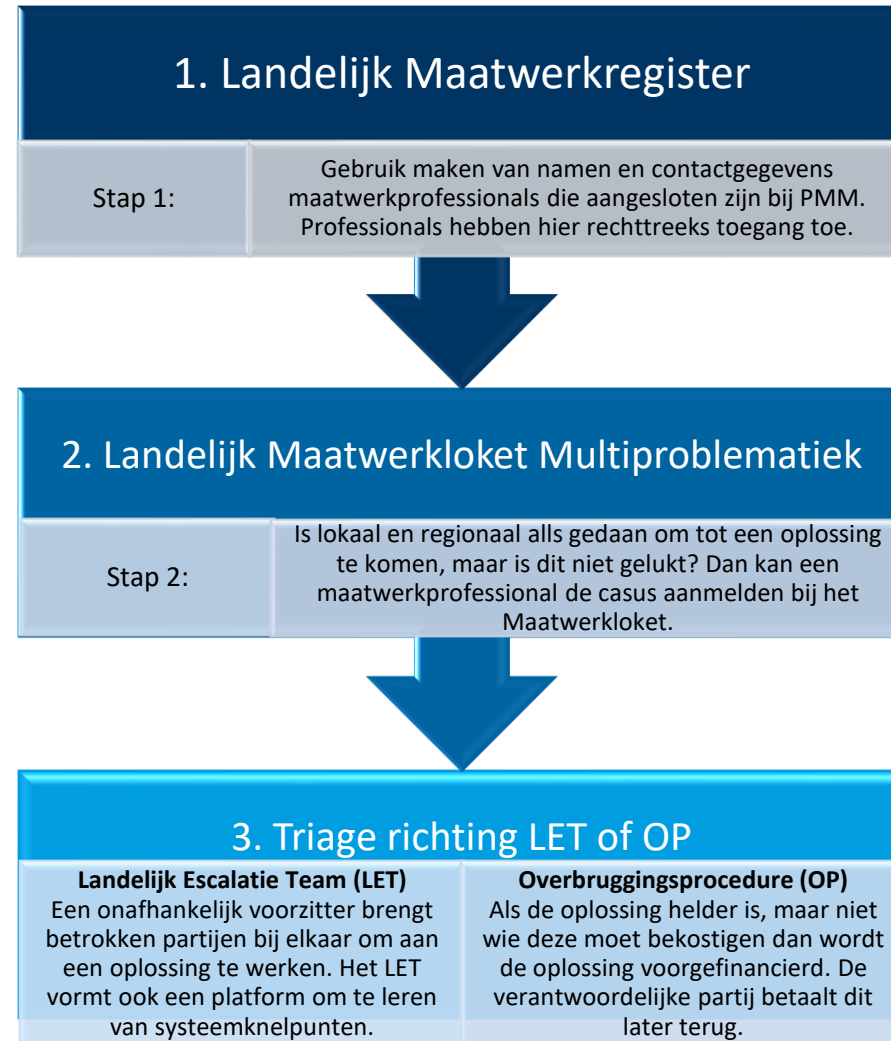 1. Landelijk Maatwerkregister
Stap 1:
Gebruik maken van namen en contactgegevens
maatwerkprofessionals die aangesloten zijn bij PMM.
Professionals hebben hier rechttreeks toegang toe.
2. Landelijk Maatwerkloket Multiproblematiek
Stap 2:
Is lokaal en regionaal alls gedaan om tot een oplossing
te komen, maar is dit niet gelukt? Dan kan een
maatwerkprofessional de casus aanmelden bij het
Maatwerkloket.
3. Triage richting LET of OP
Landelijk Escalatie Team (LET)
Een onafhankelijk voorzitter brengt
betrokken partijen bij elkaar om aan
een oplossing te werken. Het LET
vormt ook een platform om te leren
van systeemknelpunten.
Overbruggingsprocedure (OP)
Als de oplossing helder is, maar niet
wie deze moet bekostigen dan wordt
de oplossing voorgefinancierd. De
verantwoordelijke partij betaalt dit
later terug.